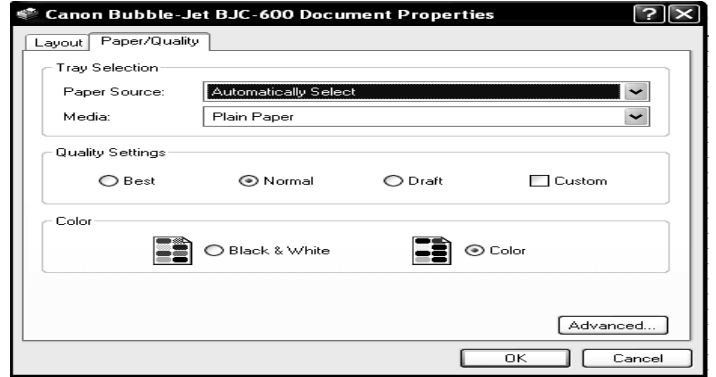 Canon Bubble-Jet BJC-600 Document Properties
Layout Paper/Quality
Tray Selection
Paper Source: Automatically Select
Media: Plain Paper
Quality Settings
Best Normal Draft Custom
Color
Black & White Color
Advanced...
OK Cancel